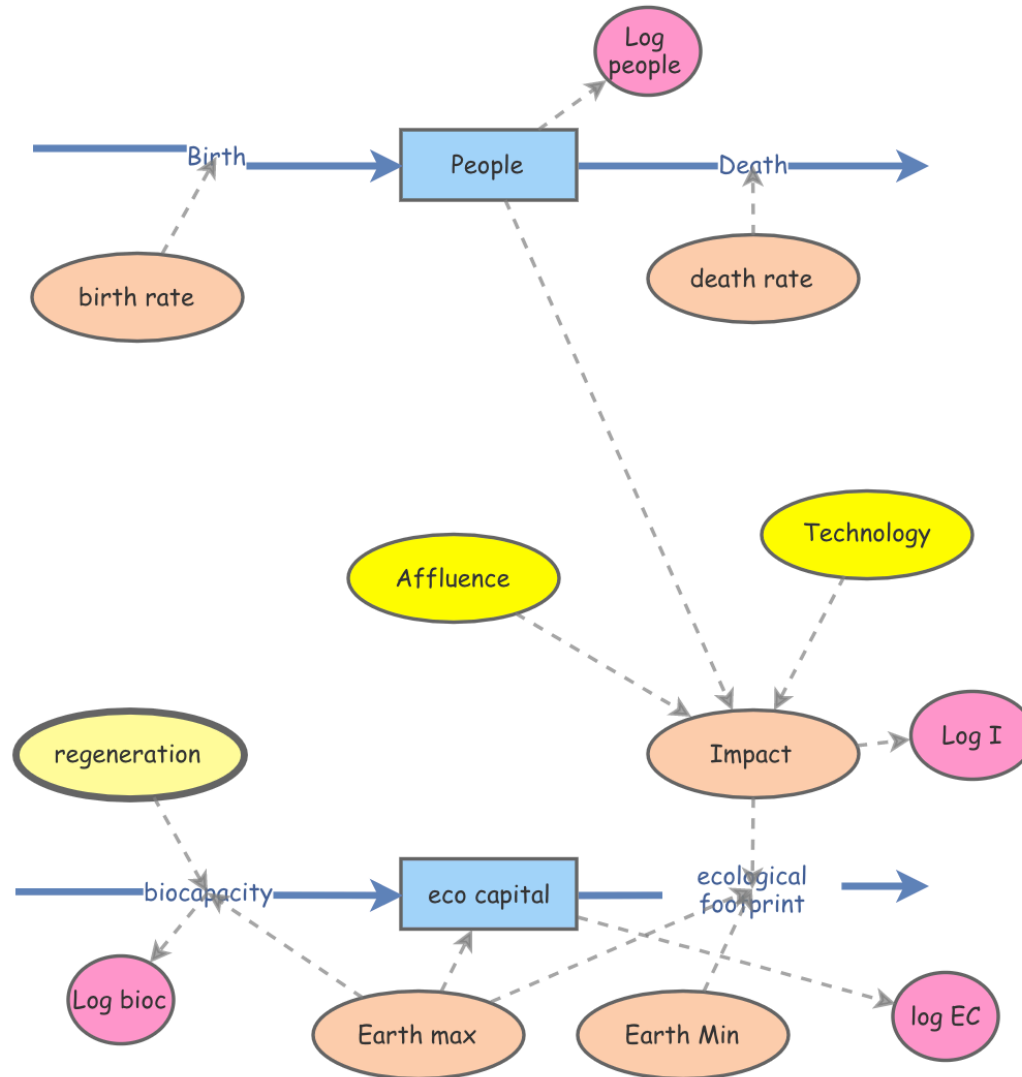 Log
people
Birth
People
Death
birth rate
death rate
Technology
Affluence
regeneration
Impact
Log I
biocapacity
eco capital
ecological
footprint
Log bioc
Earth max
Earth Min
log EC